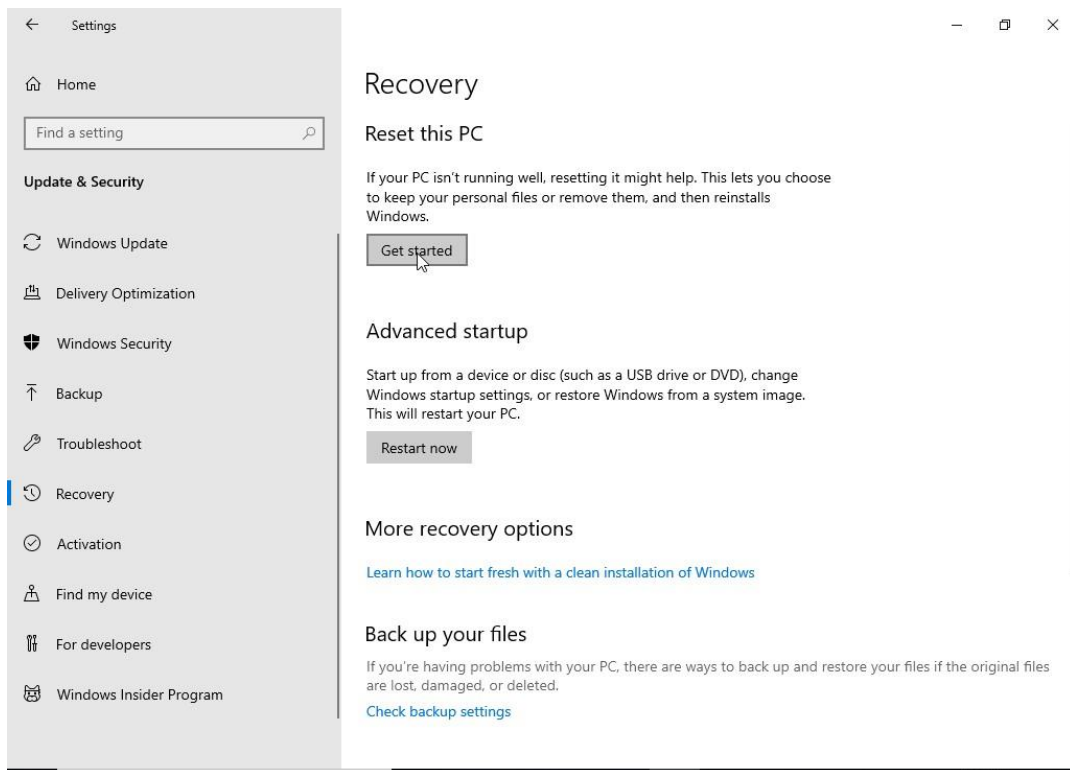 Settings
Home
Find a setting
Update & Security
Windows Update
Delivery Optimization
Windows Security
Backup
Troubleshoot
Recovery
Activation
Find my device
For developers
Windows Insider Program
Recovery
Reset this PC
If your PC isn't running well, resetting it might help. This lets you choose
to keep your personal files or remove them, and then reinstalls
Windows.
Get started
Advanced startup
Start up from a device or disc (such as a USB drive or DVD), change
Windows startup settings, or restore Windows from a system image.
This will restart your PC.
Restart now
More recovery options
Learn how to start fresh with a clean installation of Windows
Back up your files
If you're having problems with your PC, there are ways to back up and restore your files if the original files
are lost, damaged, or deleted.
Check backup settings